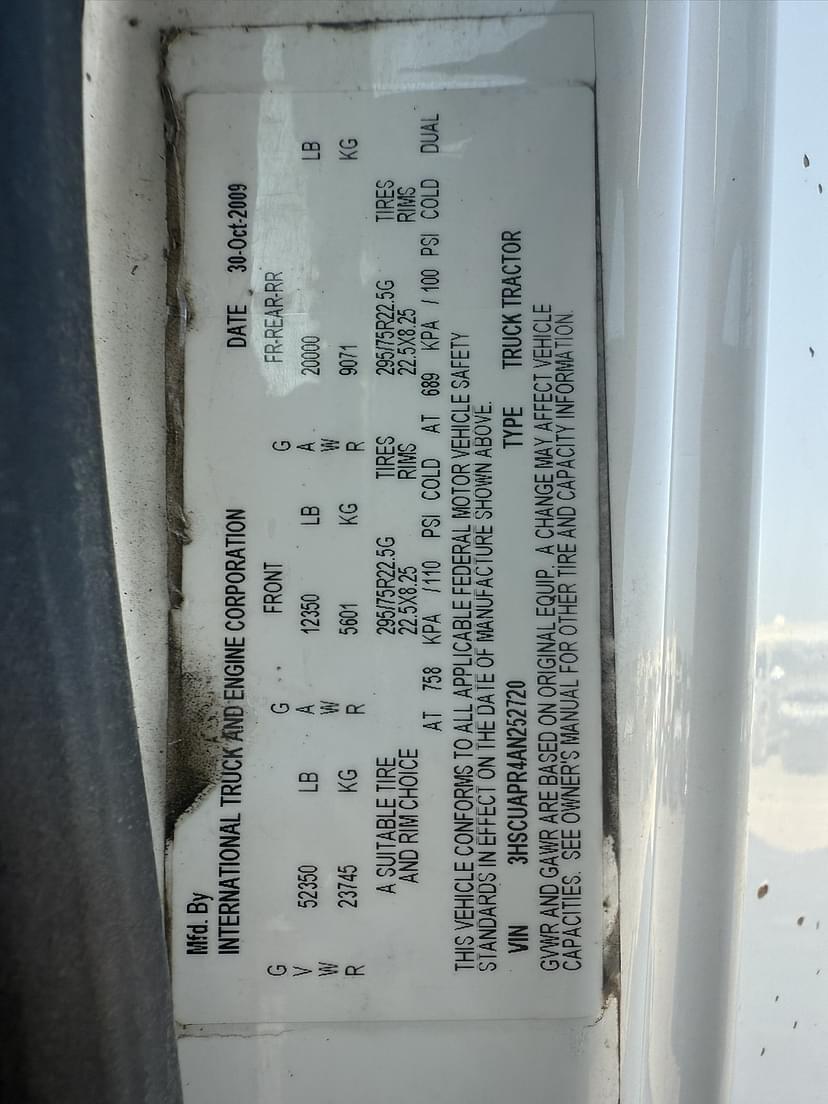 Mfd. By
INTERNATIONAL TRUCK AND ENGINE CORPORATION DATE 30-Oct-2009
G G FRONT G FR-REAR-RR
V 52350 LB A 12350 LB A 20000 LB
W W W
R 23745 KG R 5601 KG R 9071 KG
A SUITABLE TIRE 295/75R22.5G TIRES 295/75R22.5G TIRES
AND RIM CHOICE 22.5X8.25 RIMS 22.5X8.25 RIMS
AT 758 KPA /110 PSI COLD AT 689 KPA /100 PSI COLD DUAL
THIS VEHICLE CONFORMS TO ALL APPLICABLE FEDERAL MOTOR VEHICLE SAFETY
STANDARDS IN EFFECT ON THE DATE OF MANUFACTURE SHOWN ABOVE.
VIN 3HSCUAPR4AN252720 TYPE TRUCK TRACTOR
GVWR AND GAWR ARE BASED ON ORIGINAL EQUIP. A CHANGE MAY AFFECT VEHICLE
CAPACITIES. SEE OWNER'S MANUAL FOR OTHER TIRE AND CAPACITY INFORMATION.